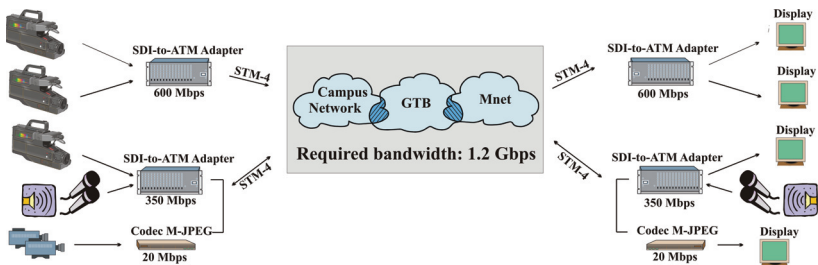 SDI-to-ATM Adapter
600 Mbps
STM-4
SDI-to-ATM Adapter
350 Mbps
STM-4
Codec M-JPEG
20 Mbps
Campus
Network
GTB
Mnet
Required bandwidth: 1.2 Gbps
STM-4
SDI-to-ATM Adapter
600 Mbps
Display
Display
STM-4
SDI-to-ATM Adapter
350 Mbps
Display
Codec M-JPEG
20 Mbps
Display